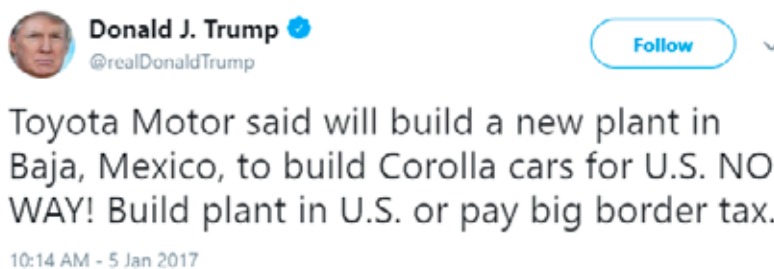 Donald J. Trump
@realDonaldTrump
Follow
Toyota Motor said will build a new plant in
Baja, Mexico, to build Corolla cars for U.S. NO
WAY! Build plant in U.S. or pay big border tax.
10:14 AM - 5 Jan 2017